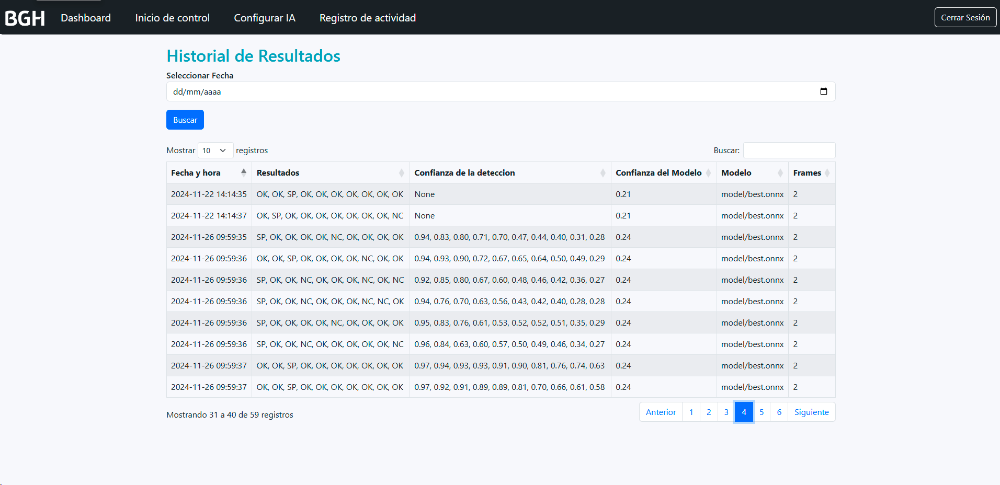 BGH Dashboard Inicio de control Configurar IA Registro de actividad Cerrar Sesión
Historial de Resultados
Seleccionar Fecha
dd/mm/aaaa
Buscar
Mostrar 10 registros Buscar:
Fecha y hora Resultados Confianza de la deteccion Confianza del Modelo Modelo Frames
2024-11-22 14:14:35 OK, OK, SP, OK, OK, OK, OK, OK, OK, OK None 0.21 model/best.onnx 2
2024-11-22 14:14:37 OK, SP, OK, OK, OK, OK, OK, OK, OK, NC None 0.21 model/best.onnx 2
2024-11-26 09:59:35 SP, OK, OK, OK, OK, NC, OK, OK, OK, OK 0.94, 0.83, 0.80, 0.71, 0.70, 0.47, 0.44, 0.40, 0.31, 0.28 0.24 model/best.onnx 2
2024-11-26 09:59:36 OK, OK, SP, OK, OK, OK, OK, NC, OK, OK 0.94, 0.93, 0.90, 0.72, 0.67, 0.65, 0.64, 0.50, 0.49, 0.29 0.24 model/best.onnx 2
2024-11-26 09:59:36 SP, OK, OK, NC, OK, OK, OK, NC, OK, NC 0.92, 0.85, 0.80, 0.67, 0.60, 0.48, 0.46, 0.42, 0.36, 0.27 0.24 model/best.onnx 2
2024-11-26 09:59:36 SP, OK, OK, NC, OK, OK, OK, NC, NC, OK 0.94, 0.76, 0.70, 0.63, 0.56, 0.43, 0.42, 0.40, 0.28, 0.28 0.24 model/best.onnx 2
2024-11-26 09:59:36 SP, OK, OK, OK, OK, NC, OK, OK, OK, OK 0.95, 0.83, 0.76, 0.61, 0.53, 0.52, 0.52, 0.51, 0.35, 0.29 0.24 model/best.onnx 2
2024-11-26 09:59:36 SP, OK, OK, NC, OK, OK, OK, OK, OK, NC 0.96, 0.84, 0.63, 0.60, 0.57, 0.50, 0.49, 0.46, 0.34, 0.27 0.24 model/best.onnx 2
2024-11-26 09:59:37 OK, OK, SP, OK, OK, OK, OK, OK, OK, OK 0.97, 0.94, 0.93, 0.93, 0.91, 0.90, 0.81, 0.76, 0.74, 0.63 0.24 model/best.onnx 2
2024-11-26 09:59:37 OK, OK, SP, OK, OK, OK, OK, OK, OK, OK 0.97, 0.92, 0.91, 0.89, 0.89, 0.81, 0.70, 0.66, 0.61, 0.58 0.24 model/best.onnx 2
Mostrando 31 a 40 de 59 registros Anterior 1 2 3 4 5 6 Siguiente